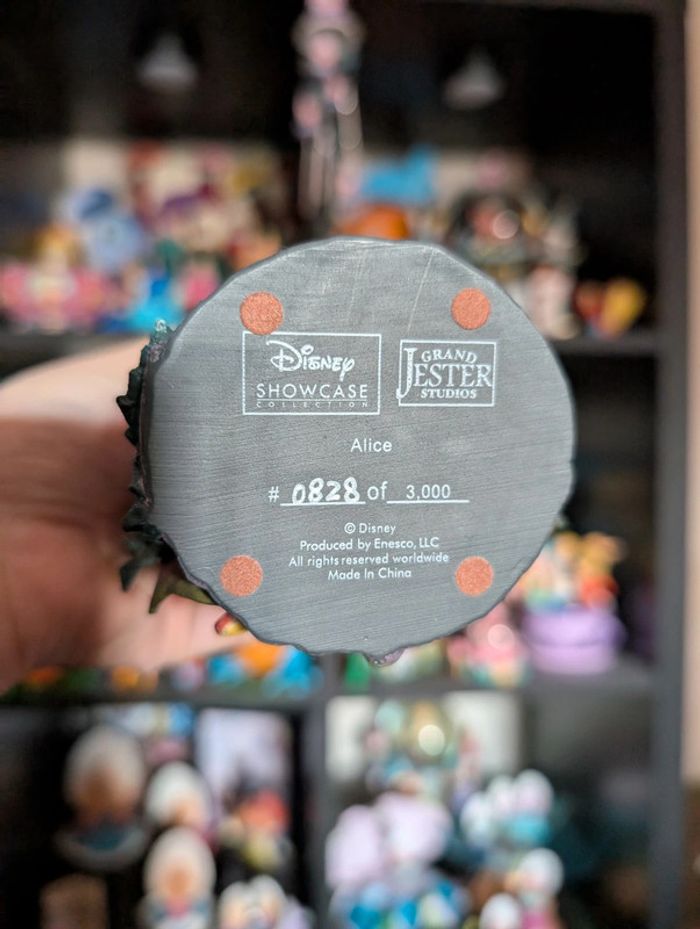 Disney
SHOWCASE
COLLECTION
GRAND
JESTER
STUDIOS
Alice
# 0828 of 3,000
© Disney
Produced by Enesco, LLC
All rights reserved worldwide
Made In China